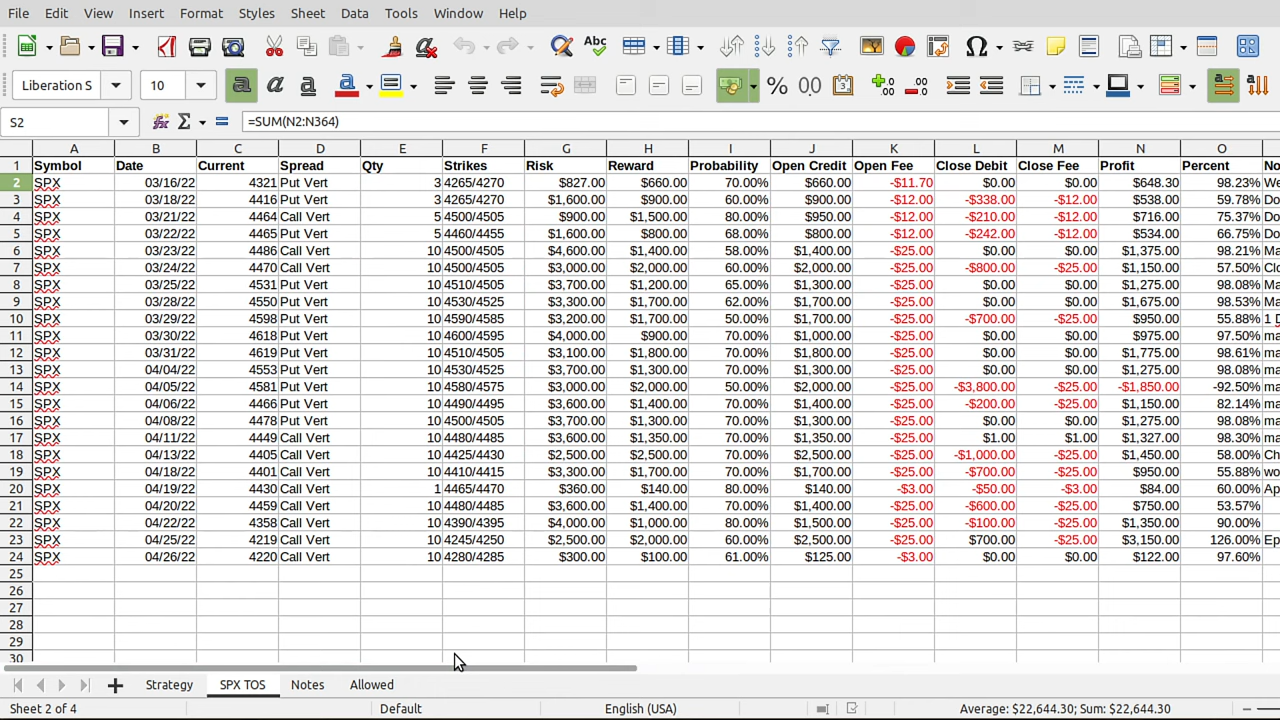 File Edit View Insert Format Styles Sheet Data Tools Window Help
Liberation S 10
S2 =SUM(N2:N364)
A B C D E F G H I J K L M N O
1 Symbol Date Current Spread Qty Strikes Risk Reward Probability Open Credit Open Fee Close Debit Close Fee Profit Percent No
2 SPX 03/16/22 4321 Put Vert 3 4265/4270 $827.00 $660.00 70.00% $660.00 -$11.70 $0.00 $0.00 $648.30 98.23% We
3 SPX 03/18/22 4416 Put Vert 3 4265/4270 $1,600.00 $900.00 60.00% $900.00 -$12.00 -$338.00 -$12.00 $538.00 59.78% Do
4 SPX 03/21/22 4464 Call Vert 5 4500/4505 $900.00 $1,500.00 80.00% $950.00 -$12.00 -$210.00 -$12.00 $716.00 75.37% Do
5 SPX 03/22/22 4465 Put Vert 5 4460/4455 $1,600.00 $800.00 68.00% $800.00 -$12.00 -$242.00 -$12.00 $534.00 66.75% Do
6 SPX 03/23/22 4486 Call Vert 10 4500/4505 $4,600.00 $1,400.00 58.00% $1,400.00 -$25.00 $0.00 $0.00 $1,375.00 98.21% Ma
7 SPX 03/24/22 4470 Call Vert 10 4500/4505 $3,000.00 $2,000.00 60.00% $2,000.00 -$25.00 -$800.00 -$25.00 $1,150.00 57.50% Cl
8 SPX 03/25/22 4531 Put Vert 10 4510/4505 $3,700.00 $1,200.00 65.00% $1,300.00 -$25.00 $0.00 $0.00 $1,275.00 98.08% Ma
9 SPX 03/28/22 4550 Put Vert 10 4530/4525 $3,300.00 $1,700.00 62.00% $1,700.00 -$25.00 $0.00 $0.00 $1,675.00 98.53% Ma
10 SPX 03/29/22 4598 Put Vert 10 4590/4585 $3,200.00 $1,700.00 50.00% $1,700.00 -$25.00 -$700.00 -$25.00 $950.00 55.88% 1 D
11 SPX 03/30/22 4618 Put Vert 10 4600/4595 $4,000.00 $900.00 70.00% $1,000.00 -$25.00 $0.00 $0.00 $975.00 97.50% ma
12 SPX 03/31/22 4619 Put Vert 10 4510/4505 $3,100.00 $1,800.00 70.00% $1,800.00 -$25.00 $0.00 $0.00 $1,775.00 98.61% ma
13 SPX 04/04/22 4553 Put Vert 10 4530/4525 $3,700.00 $1,300.00 70.00% $1,300.00 -$25.00 $0.00 $0.00 $1,275.00 98.08% ma
14 SPX 04/05/22 4581 Put Vert 10 4580/4575 $3,000.00 $2,000.00 50.00% $2,000.00 -$25.00 -$3,800.00 -$25.00 -$1,850.00 -92.50% ma
15 SPX 04/06/22 4466 Put Vert 10 4490/4495 $3,600.00 $1,400.00 70.00% $1,400.00 -$25.00 -$200.00 -$25.00 $1,150.00 82.14% ma
16 SPX 04/08/22 4478 Put Vert 10 4500/4505 $3,700.00 $1,300.00 70.00% $1,300.00 -$25.00 $0.00 $0.00 $1,275.00 98.08% ma
17 SPX 04/11/22 4449 Call Vert 10 4480/4485 $3,600.00 $1,350.00 70.00% $1,350.00 -$25.00 $1.00 $1.00 $1,327.00 98.30% ma
18 SPX 04/13/22 4405 Call Vert 10 4425/4430 $2,500.00 $2,500.00 70.00% $2,500.00 -$25.00 -$1,000.00 -$25.00 $1,450.00 58.00% Ch
19 SPX 04/18/22 4401 Call Vert 10 4410/4415 $3,300.00 $1,700.00 70.00% $1,700.00 -$25.00 -$700.00 -$25.00 $950.00 55.88% wo
20 SPX 04/19/22 4430 Call Vert 1 4465/4470 $360.00 $140.00 80.00% $140.00 -$3.00 -$50.00 -$3.00 $84.00 60.00% Ap
21 SPX 04/20/22 4459 Call Vert 10 4480/4485 $3,600.00 $1,400.00 70.00% $1,400.00 -$25.00 -$600.00 -$25.00 $750.00 53.57%
22 SPX 04/22/22 4358 Call Vert 10 4390/4395 $4,000.00 $1,000.00 80.00% $1,500.00 -$25.00 -$100.00 -$25.00 $1,350.00 90.00%
23 SPX 04/25/22 4219 Call Vert 10 4245/4250 $2,500.00 $2,000.00 60.00% $2,500.00 -$25.00 $700.00 -$25.00 $3,150.00 126.00% Ep
24 SPX 04/26/22 4220 Call Vert 10 4280/4285 $300.00 $100.00 61.00% $125.00 -$3.00 $0.00 $0.00 $122.00 97.60%
25
26
27
28
29
30
Strategy SPX TOS Notes Allowed
Sheet 2 of 4 Default English (USA) Average: $22,644.30; Sum: $22,644.30